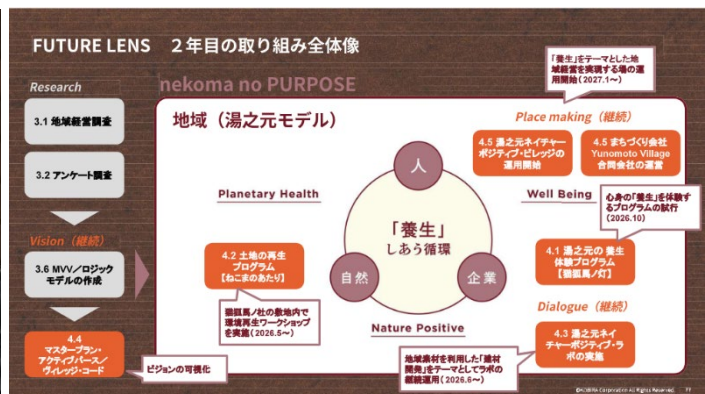 FUTURE LENS 2年目の取り組み全体像
Research
3.1 地域経営調査
3.2 アンケート調査
Vision（継続）
3.6 MVV／ロジック
モデルの作成
4.4
マスタープラン・
アクティブパース／
ヴィレッジ・コード
ビジョンの可視化
nekoma no PURPOSE
地域（湯之元モデル）
「養生」をテーマとした地
域経営を実現する場の運
用開始（2027.1～）
Place making（継続）
4.5 湯之元ネイチャー
ポジティブ・ビレッジの
運用開始
4.5 まちづくり会社
Yunomoto Village
合同会社の運営
Planetary Health
Well Being
人
「養生」
しあう循環
自然
企業
Nature Positive
4.2 土地の再生
プログラム
【ねこまのあたり】
猫狐馬ノ社の敷地内で
環境再生ワークショップ
を実施（2026.5～）
心身の「養生」を体験す
るプログラムの試行
（2026.10）
4.1 湯之元の 養生
体験プログラム
【猫狐馬ノ灯】
Dialogue（継続）
4.3 湯之元ネイ
チャーポジティブ・ラ
ボの実施
地域素材を利用した「建材
開発」をテーマとしてラボの
継続運用（2026.6～）
Corporation All Rights Reserved.